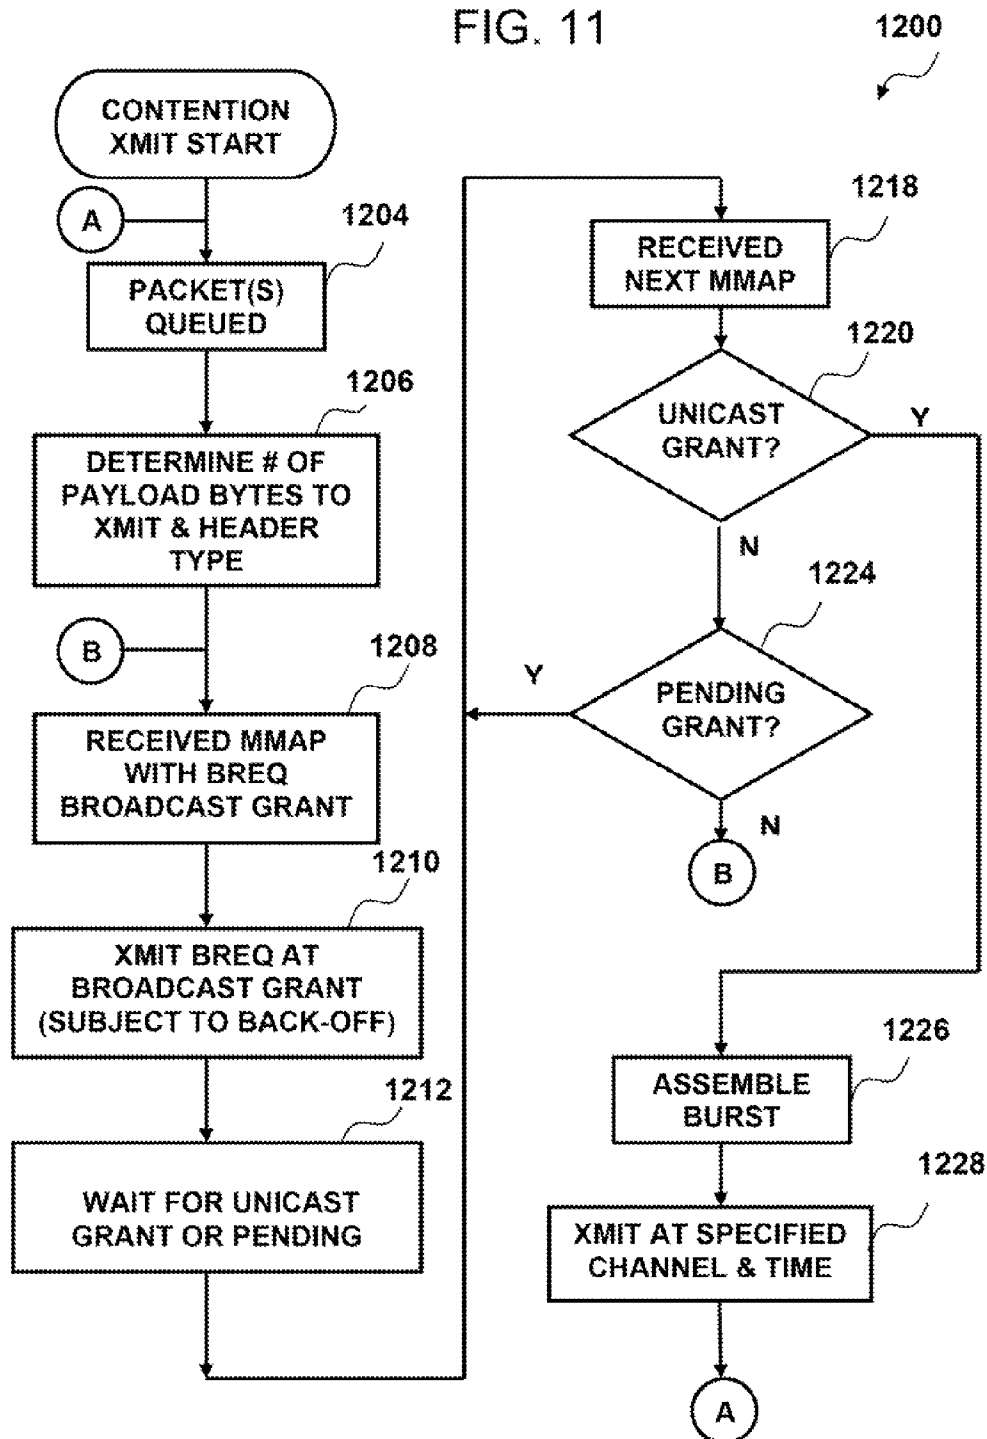 FIG. 11
1200
CONTENTION
XMIT START
A
1204
PACKET(S)
QUEUED
1206
DETERMINE # OF
PAYLOAD BYTES TO
XMIT & HEADER
TYPE
B
1208
RECEIVED MMAP
WITH BREQ
BROADCAST GRANT
1210
XMIT BREQ AT
BROADCAST GRANT
(SUBJECT TO BACK-OFF)
1212
WAIT FOR UNICAST
GRANT OR PENDING
1218
RECEIVED
NEXT MMAP
1220
UNICAST
GRANT?
Y
N
1224
PENDING
GRANT?
Y
N
B
1226
ASSEMBLE
BURST
1228
XMIT AT SPECIFIED
CHANNEL & TIME
A